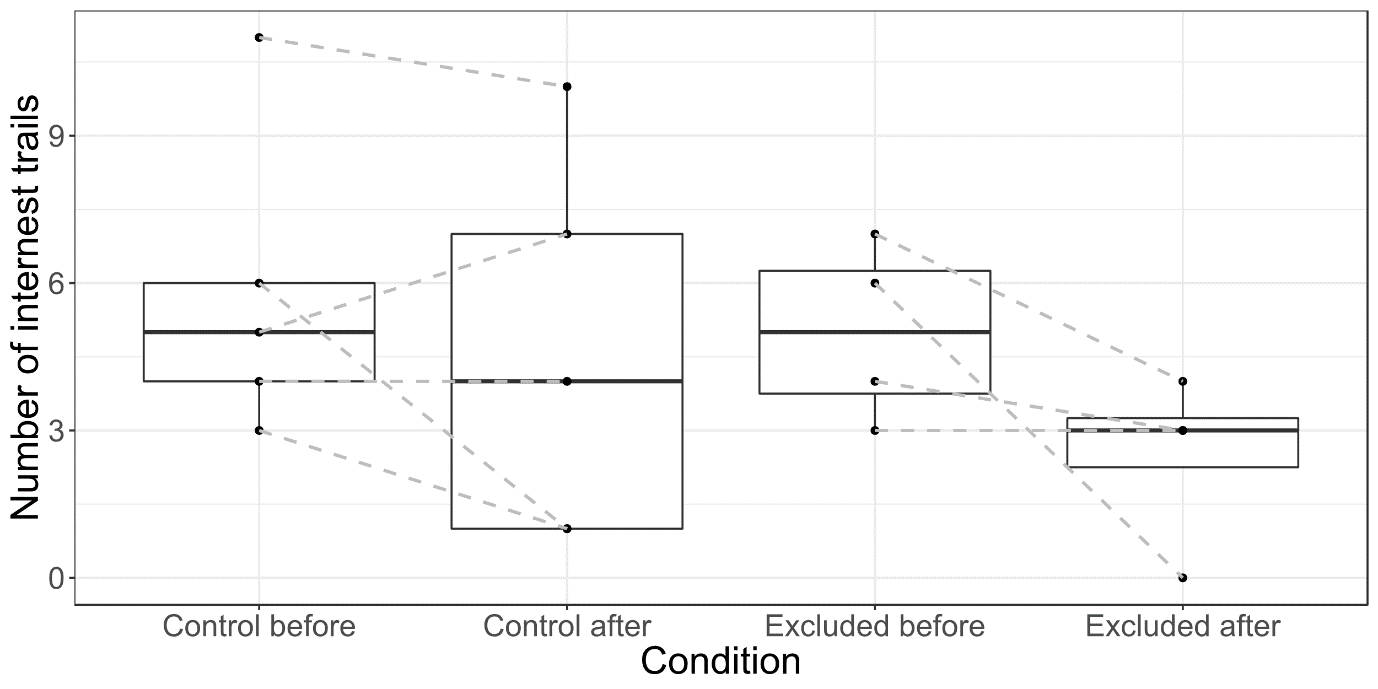 Number of internest trails
9
6
3
0
Control before
Control after
Excluded before
Excluded after
Condition